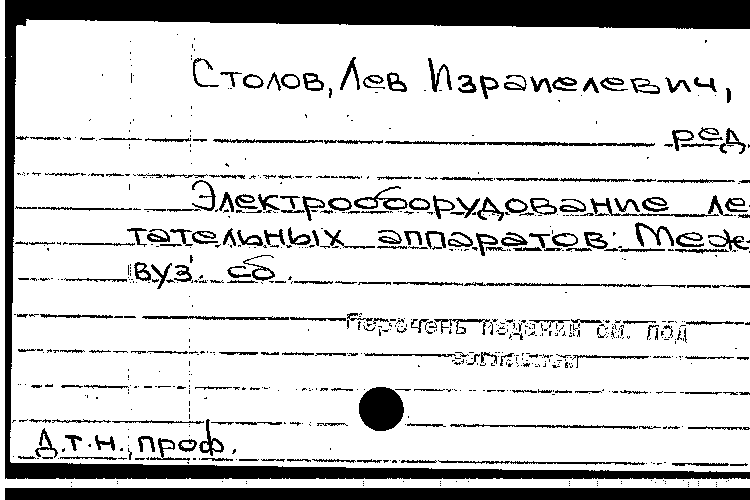 Столов, Лев Израилевич,
ред.
Электрооборудование ле-
тательных аппаратов: Меж
вуз. сб.
Перечень изданий см. под
заглавием
д.т.н., проф.